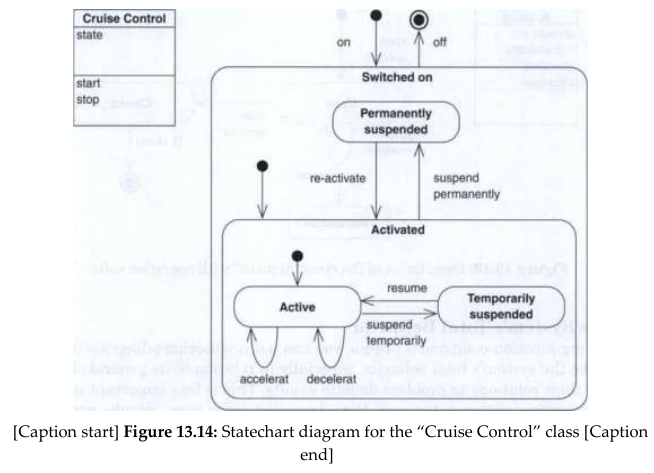 Cruise Control
state
start
stop
on
off
Switched on
Permanently
suspended
re-activate
suspend
permanently
Activated
Active
resume
suspend
temporarily
Temporarily
suspended
accelerat
decelerat
[Caption start] Figure 13.14: Statechart diagram for the “Cruise Control” class [Caption
end]